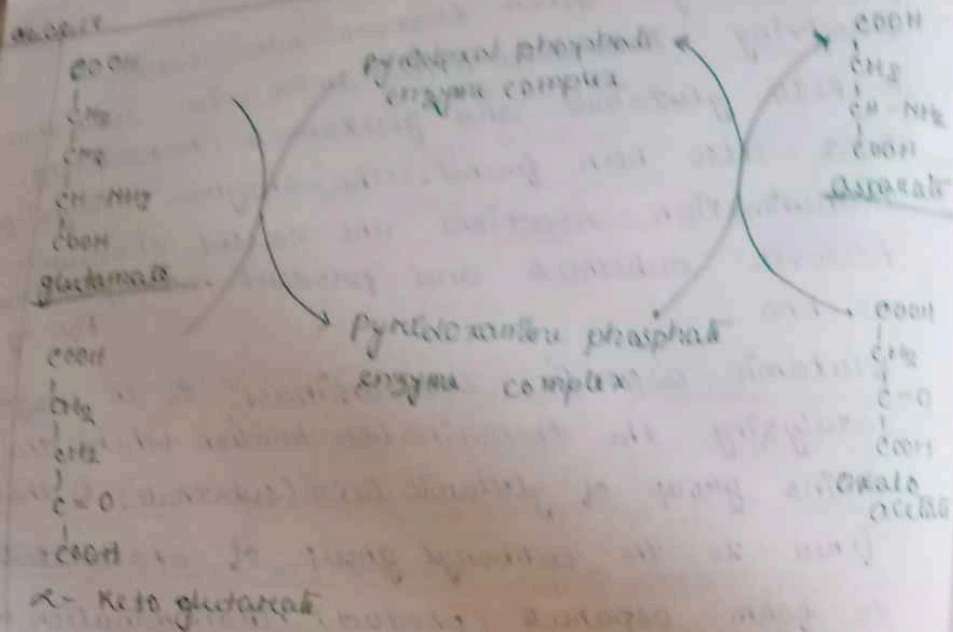 COOH
CH2
CH2
CH-NH2
COOH
glutamate
COOH
CH2
CH2
C=O
COOH
α- Keto glutarate
Pyridoxal phosphate
enzyme complex
Pyridoxamine phosphate
enzyme complex
COOH
CH2
CH-NH2
COOH
aspartate
COOH
CH2
C=O
COOH
Oxalo
acetate